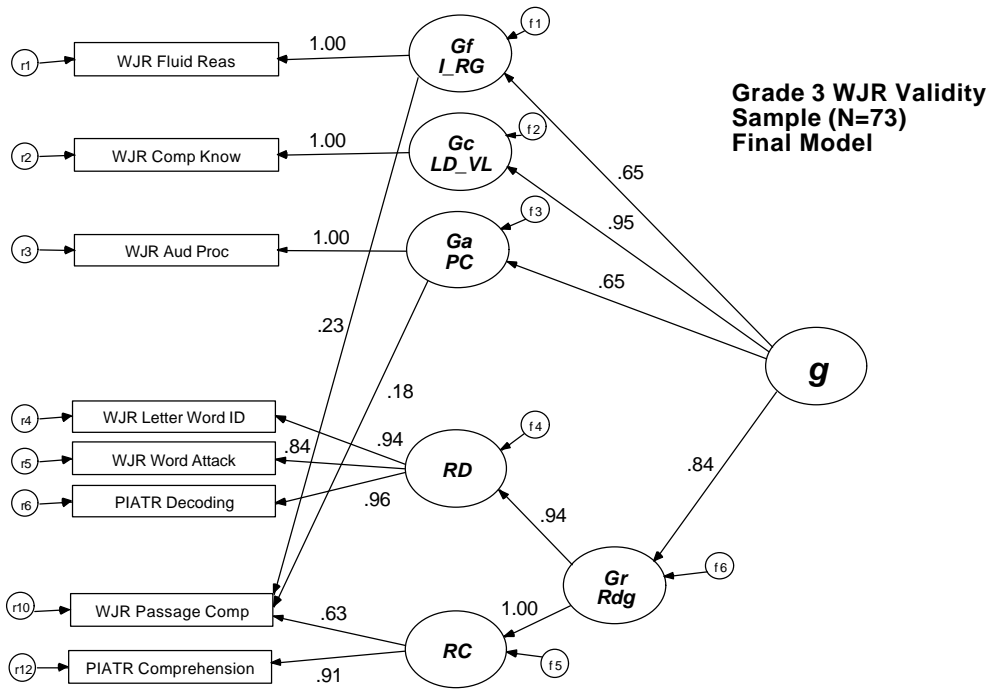 f1
Gf
I_RG
1.00
r1
WJR Fluid Reas
Grade 3 WJR Validity
Sample (N=73)
Final Model
f2
Gc
LD_VL
1.00
r2
WJR Comp Know
.65
.95
f3
Ga
PC
1.00
r3
WJR Aud Proc
.65
.23
g
.18
r4
WJR Letter Word ID
f4
.94
.84
r5
WJR Word Attack
RD
.84
r6
PIATR Decoding
.96
.94
f6
Gr
Rdg
r10
WJR Passage Comp
.63
1.00
RC
f5
r12
PIATR Comprehension
.91